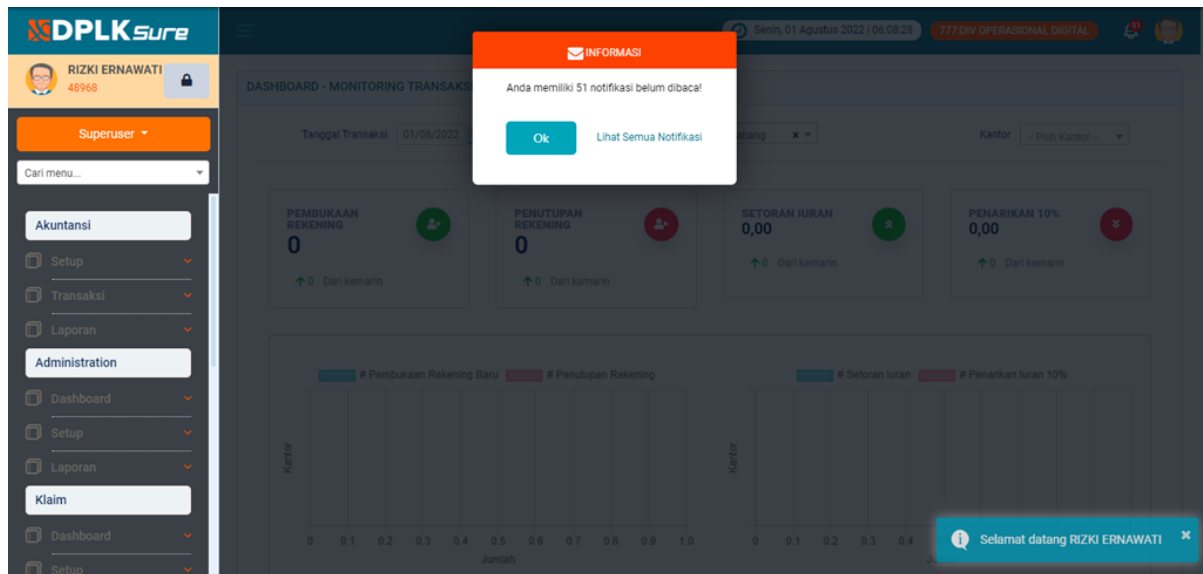 DPLKSure
RIZKI ERNAWATI
48968
Superuser
Cari menu...
Akuntansi
Setup
Transaksi
Laporan
Administration
Dashboard
Setup
Laporan
Klaim
Dashboard
Setup
Senin, 01 Agustus 2022 | 06:08:28
777:DIV OPERASIONAL DIGITAL
51
INFORMASI
Anda memiliki 51 notifikasi belum dibaca!
Ok
Lihat Semua Notifikasi
DASHBOARD - MONITORING TRANSAKS
Tanggal Transaksi 01/08/2022
abang
Kantor -- Pilih Kantor --
PEMBUKAAN
REKENING
0
0 Dari kemarin
PENUTUPAN
REKENING
0
0 Dari kemarin
SETORAN IURAN
0,00
0 Dari kemarin
PENARIKAN 10%
0,00
0 Dari kemarin
# Pembukaan Rekening Baru # Penutupan Rekening
Kantor
0 0.1 0.2 0.3 0.4 0.5 0.6 0.7 0.8 0.9 1.0
Jumlah
# Setoran Iuran # Penarikan Iuran 10%
Kantor
0 0.1 0.2 0.3 0.4
Selamat datang RIZKI ERNAWATI